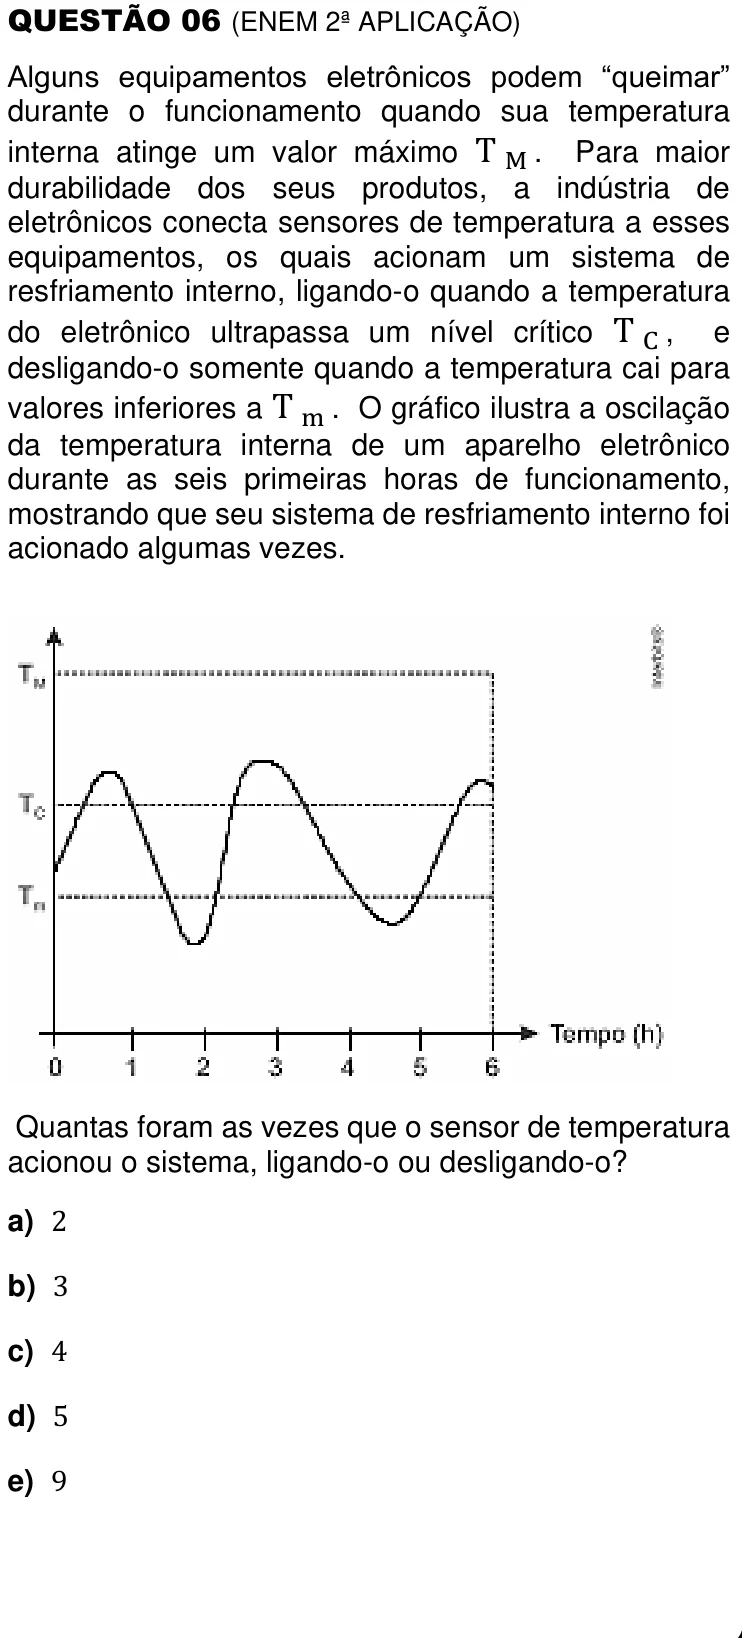 QUESTÃO 06 (ENEM 2ª APLICAÇÃO)
Alguns equipamentos eletrônicos podem “queimar”
durante o funcionamento quando sua temperatura
interna atinge um valor máximo T M. Para maior
durabilidade dos seus produtos, a indústria de
eletrônicos conecta sensores de temperatura a esses
equipamentos, os quais acionam um sistema de
resfriamento interno, ligando-o quando a temperatura
do eletrônico ultrapassa um nível crítico T C, e
desligando-o somente quando a temperatura cai para
valores inferiores a T m. O gráfico ilustra a oscilação
da temperatura interna de um aparelho eletrônico
durante as seis primeiras horas de funcionamento,
mostrando que seu sistema de resfriamento interno foi
acionado algumas vezes.
TM
TC
Tm
Tempo (h)
0 1 2 3 4 5 6
Quantas foram as vezes que o sensor de temperatura
acionou o sistema, ligando-o ou desligando-o?
a) 2
b) 3
c) 4
d) 5
e) 9